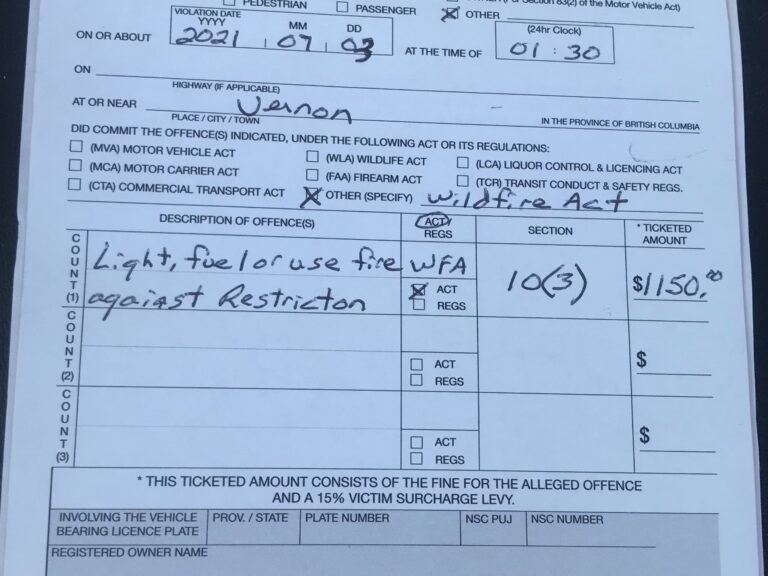 PEDESTRIAN
PASSENGER
OTHER
of the Motor Vehicle Act)
VIOLATION DATE
YYYY MM DD
(24hr Clock)
ON OR ABOUT 2021 07 03 AT THE TIME OF 01:30
ON
HIGHWAY (IF APPLICABLE)
AT OR NEAR Vernon
PLACE / CITY / TOWN IN THE PROVINCE OF BRITISH COLUMBIA
DID COMMIT THE OFFENCE(S) INDICATED, UNDER THE FOLLOWING ACT OR ITS REGULATIONS:
(MVA) MOTOR VEHICLE ACT (WLA) WILDLIFE ACT (LCA) LIQUOR CONTROL & LICENCING ACT
(MCA) MOTOR CARRIER ACT (FAA) FIREARM ACT (TCR) TRANSIT CONDUCT & SAFETY REGS.
(CTA) COMMERCIAL TRANSPORT ACT OTHER (SPECIFY) Wildfire Act
DESCRIPTION OF OFFENCE(S) ACT/ REGS SECTION * TICKETED AMOUNT
COUNT (1) Light, fuel or use fire WFA
against Restricton ACT REGS 10(3) $1150.00
COUNT (2) ACT REGS $
COUNT (3) ACT REGS $
* THIS TICKETED AMOUNT CONSISTS OF THE FINE FOR THE ALLEGED OFFENCE
AND A 15% VICTIM SURCHARGE LEVY.
INVOLVING THE VEHICLE BEARING LICENCE PLATE PROV. / STATE PLATE NUMBER NSC PUJ NSC NUMBER
REGISTERED OWNER NAME